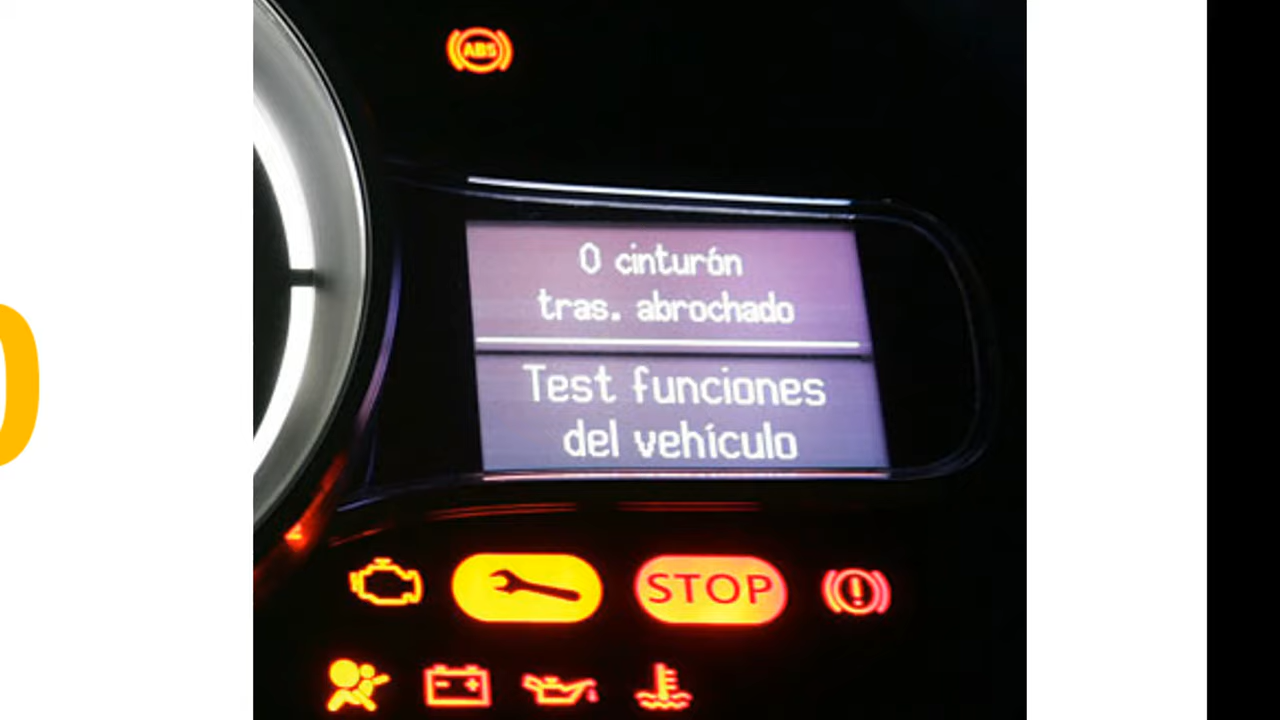 ABS
0 cinturón
tras. abrochado
Test funciones
del vehículo
STOP